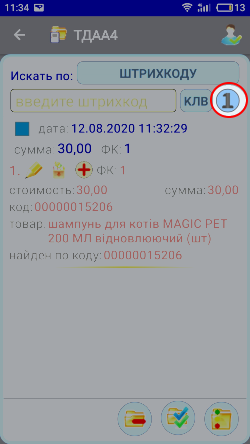 11:34 13
ТДАА4
Искать по: ШТРИХКОДУ
введите штрихкод КЛВ 1
дата: 12.08.2020 11:32:29
сумма 30,00 ФК: 1
1. ФК: 1
стоимость:30,00 сумма:30,00
код:00000015206
товар: шампунь для котів MAGIC PET
200 МЛ відновлюючий (шт)
найден по коду:00000015206